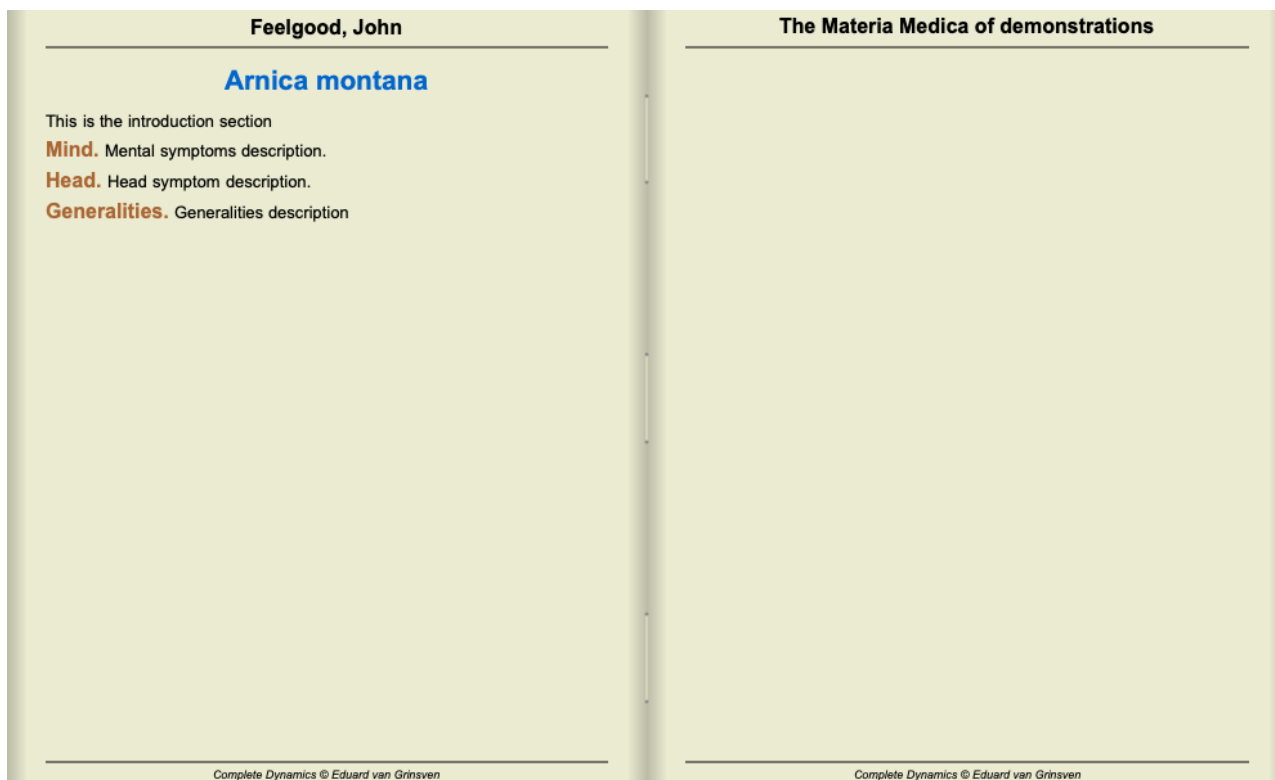 Feelgood, John
Arnica montana
This is the introduction section
Mind. Mental symptoms description.
Head. Head symptom description.
Generalities. Generalities description
Complete Dynamics © Eduard van Grinsven
The Materia Medica of demonstrations
Complete Dynamics © Eduard van Grinsven